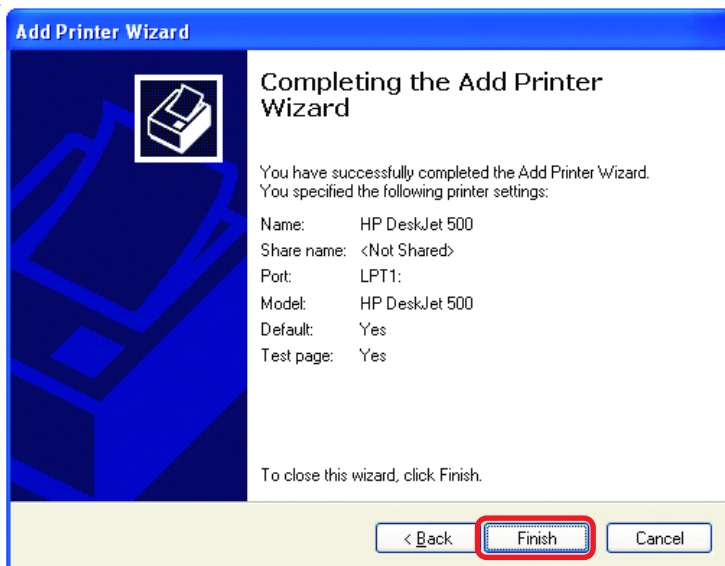 Add Printer Wizard
Completing the Add Printer
Wizard
You have successfully completed the Add Printer Wizard.
You specified the following printer settings:
Name: HP DeskJet 500
Share name: <Not Shared>
Port: LPT1:
Model: HP DeskJet 500
Default: Yes
Test page: Yes
To close this wizard, click Finish.
< Back Finish Cancel